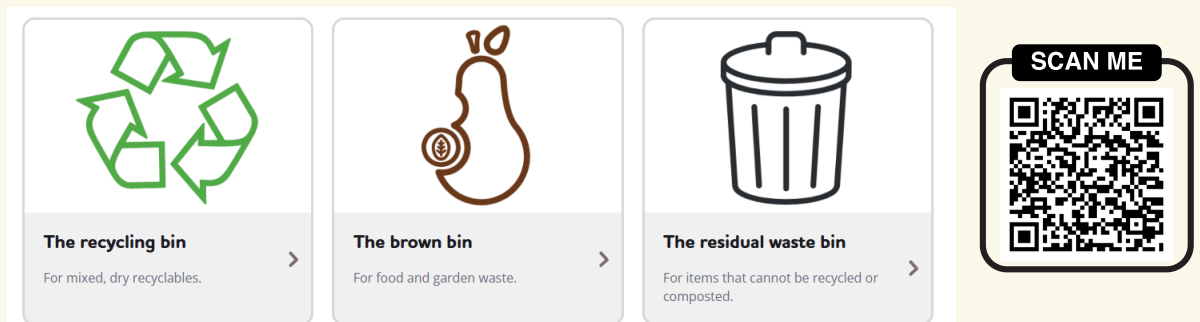 The recycling bin
For mixed, dry recyclables.
The brown bin
For food and garden waste.
The residual waste bin
For items that cannot be recycled or
composted.
SCAN ME